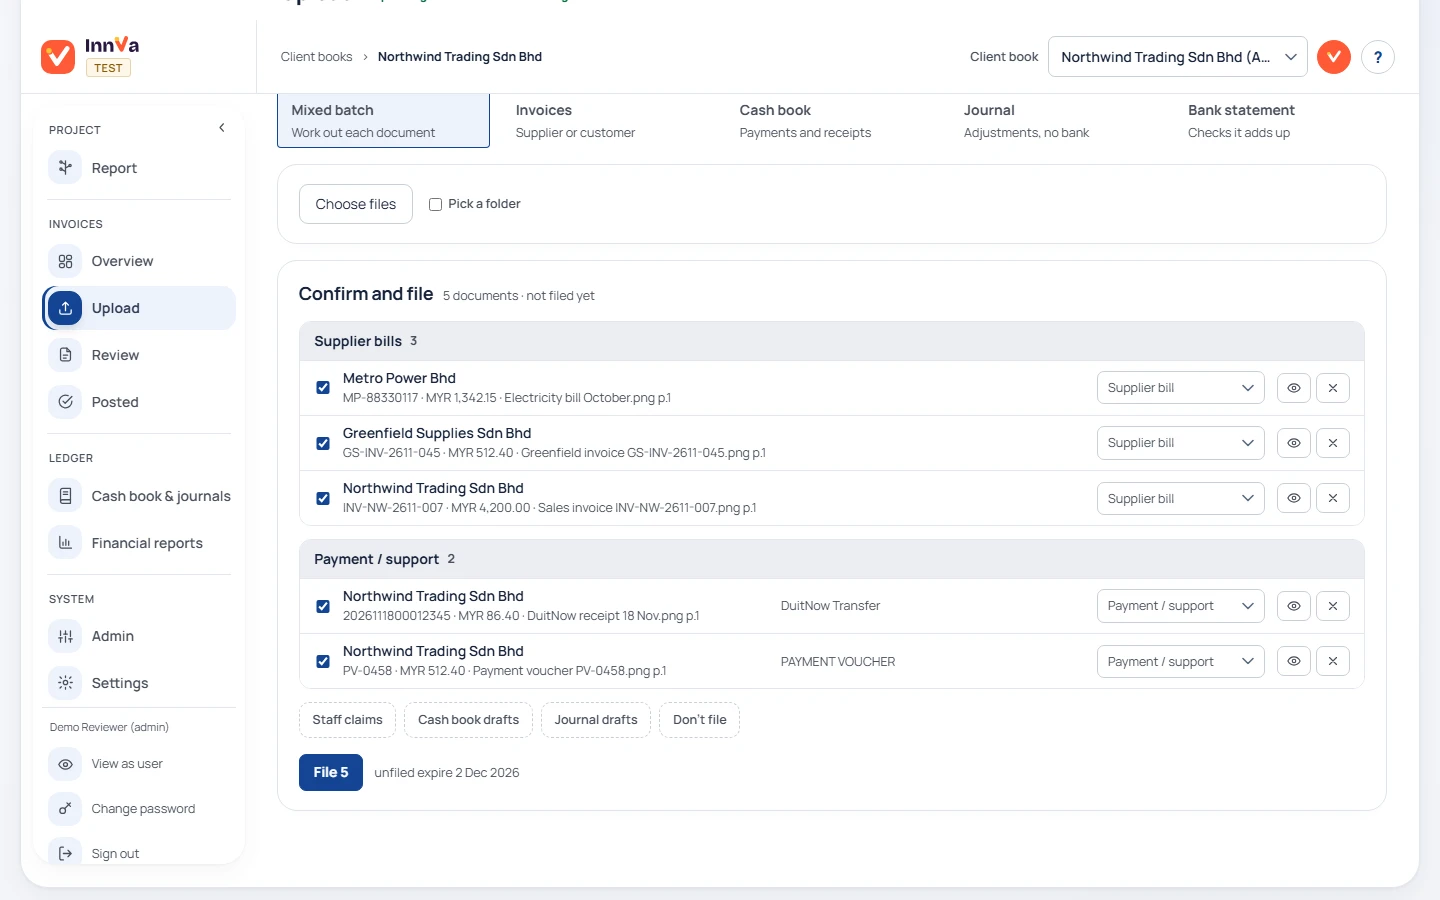 InnVa
TEST
Client books › Northwind Trading Sdn Bhd
Client book
Northwind Trading Sdn Bhd (A...
?
PROJECT
Report
INVOICES
Overview
Upload
Review
Posted
LEDGER
Cash book & journals
Financial reports
SYSTEM
Admin
Settings
Demo Reviewer (admin)
View as user
Change password
Sign out
Mixed batch
Work out each document
Invoices
Supplier or customer
Cash book
Payments and receipts
Journal
Adjustments, no bank
Bank statement
Checks it adds up
Choose files
Pick a folder
Confirm and file 5 documents · not filed yet
Supplier bills 3
Metro Power Bhd
MP-88330117 · MYR 1,342.15 · Electricity bill October.png p.1
Supplier bill
Greenfield Supplies Sdn Bhd
GS-INV-2611-045 · MYR 512.40 · Greenfield invoice GS-INV-2611-045.png p.1
Supplier bill
Northwind Trading Sdn Bhd
INV-NW-2611-007 · MYR 4,200.00 · Sales invoice INV-NW-2611-007.png p.1
Supplier bill
Payment / support 2
Northwind Trading Sdn Bhd
2026111800012345 · MYR 86.40 · DuitNow receipt 18 Nov.png p.1
DuitNow Transfer
Payment / support
Northwind Trading Sdn Bhd
PV-0458 · MYR 512.40 · Payment voucher PV-0458.png p.1
PAYMENT VOUCHER
Payment / support
Staff claims
Cash book drafts
Journal drafts
Don't file
File 5
unfiled expire 2 Dec 2026